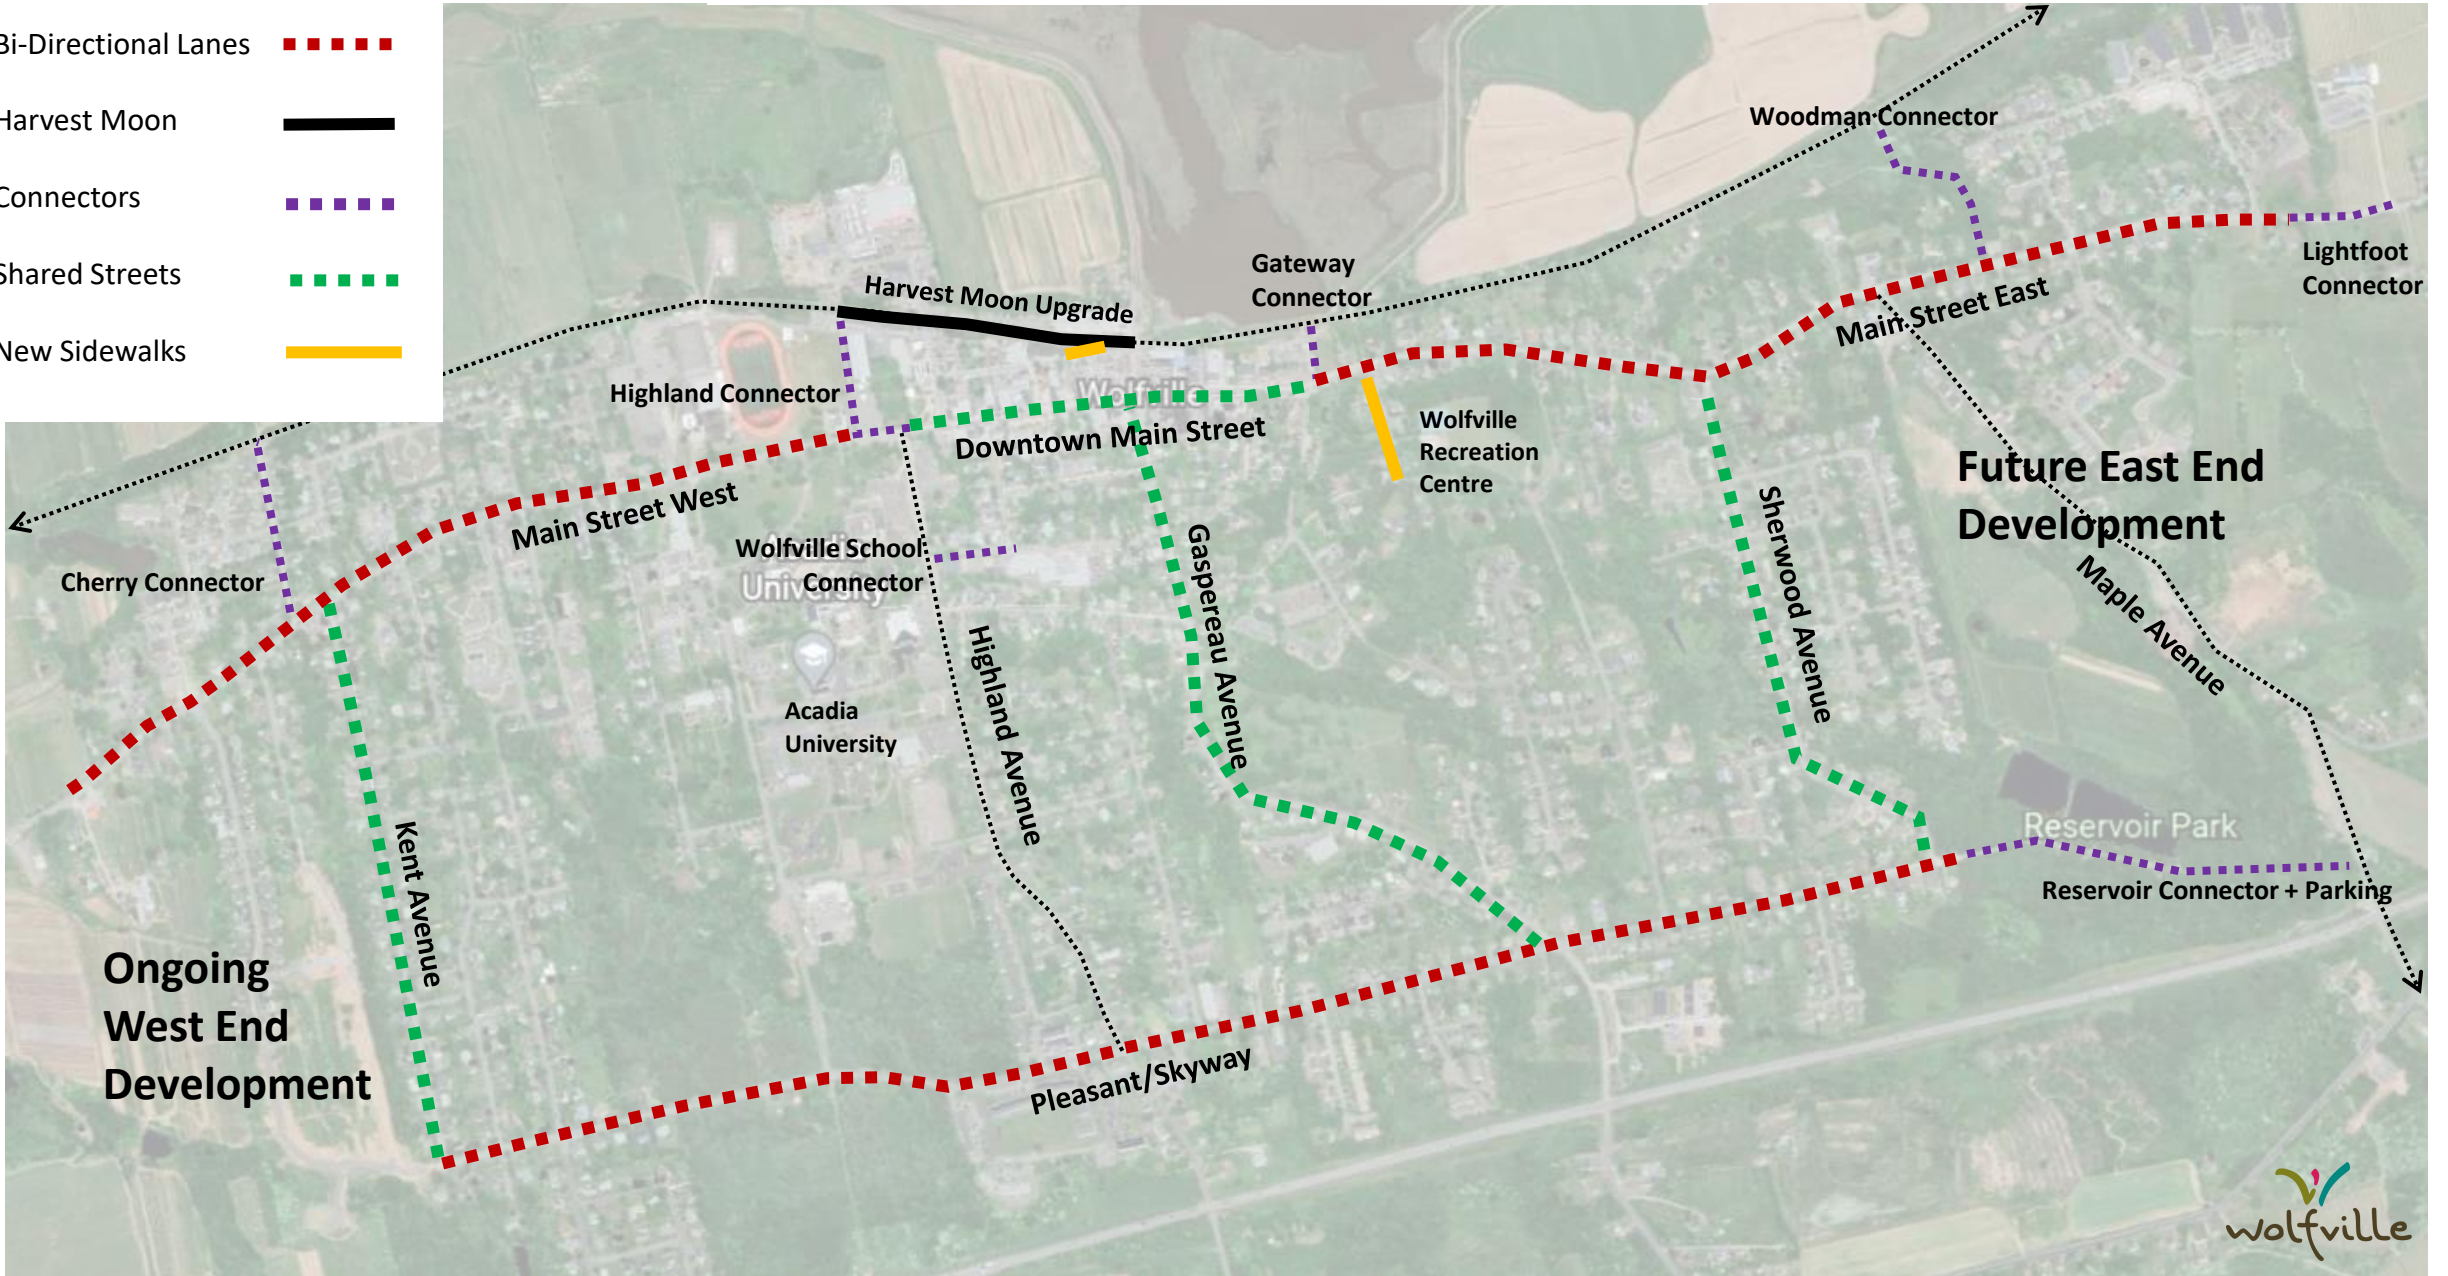 Bi-Directional Lanes
Harvest Moon
Connectors
Shared Streets
New Sidewalks
Woodman Connector
Gateway
Connector
Lightfoot
Connector
Harvest Moon Upgrade
Main Street East
Highland Connector
Wolfville
Downtown Main Street
Wolfville
Recreation
Centre
Future East End
Development
Main Street West
Wolfville School
Connector
Acadia
University
Cherry Connector
Gaspereau Avenue
Sherwood Avenue
Maple Avenue
Highland Avenue
Acadia
University
Kent Avenue
Reservoir Park
Reservoir Connector + Parking
Ongoing
West End
Development
Pleasant/Skyway
wolfville